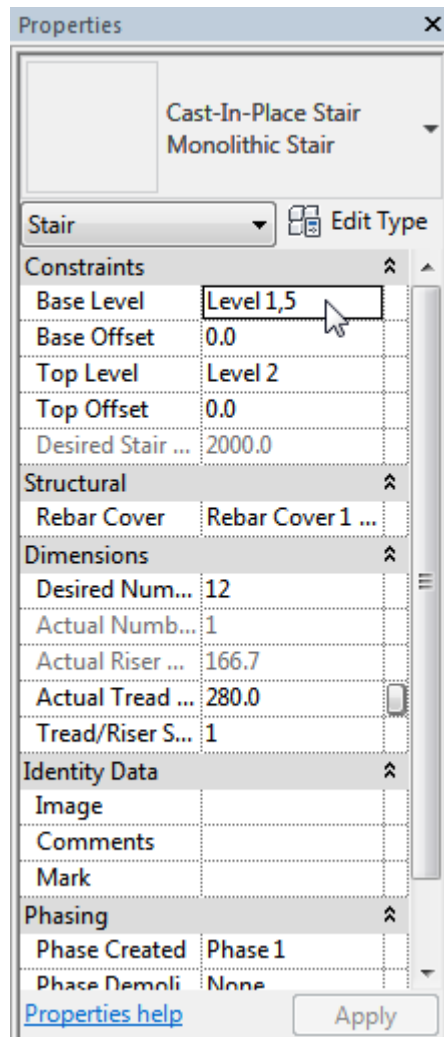 Properties
Cast-In-Place Stair
Monolithic Stair
Stair Edit Type
Constraints
Base Level Level 1,5
Base Offset 0.0
Top Level Level 2
Top Offset 0.0
Desired Stair ... 2000.0
Structural
Rebar Cover Rebar Cover 1 ...
Dimensions
Desired Num... 12
Actual Numb... 1
Actual Riser ... 166.7
Actual Tread ... 280.0
Tread/Riser S... 1
Identity Data
Image
Comments
Mark
Phasing
Phase Created Phase 1
Phase Demoli None
Properties help Apply